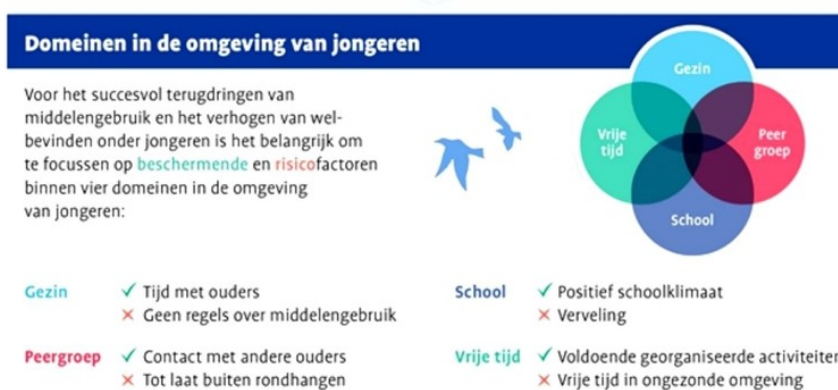 Domeinen in de omgeving van jongeren
Voor het succesvol terugdringen van
middelengebruik en het verhogen van wel-
bevinden onder jongeren is het belangrijk om
te focussen op beschermende en risicofactoren
binnen vier domeinen in de omgeving
van jongeren:
Gezin
Vrije
tijd
Peer
groep
School
Gezin ✓ Tijd met ouders
✗ Geen regels over middelengebruik
Peergroep ✓ Contact met andere ouders
✗ Tot laat buiten rondhangen
School ✓ Positief schoolklimaat
✗ Verveling
Vrije tijd ✓ Voldoende georganiseerde activiteiten
✗ Vrije tijd in ongezonde omgeving